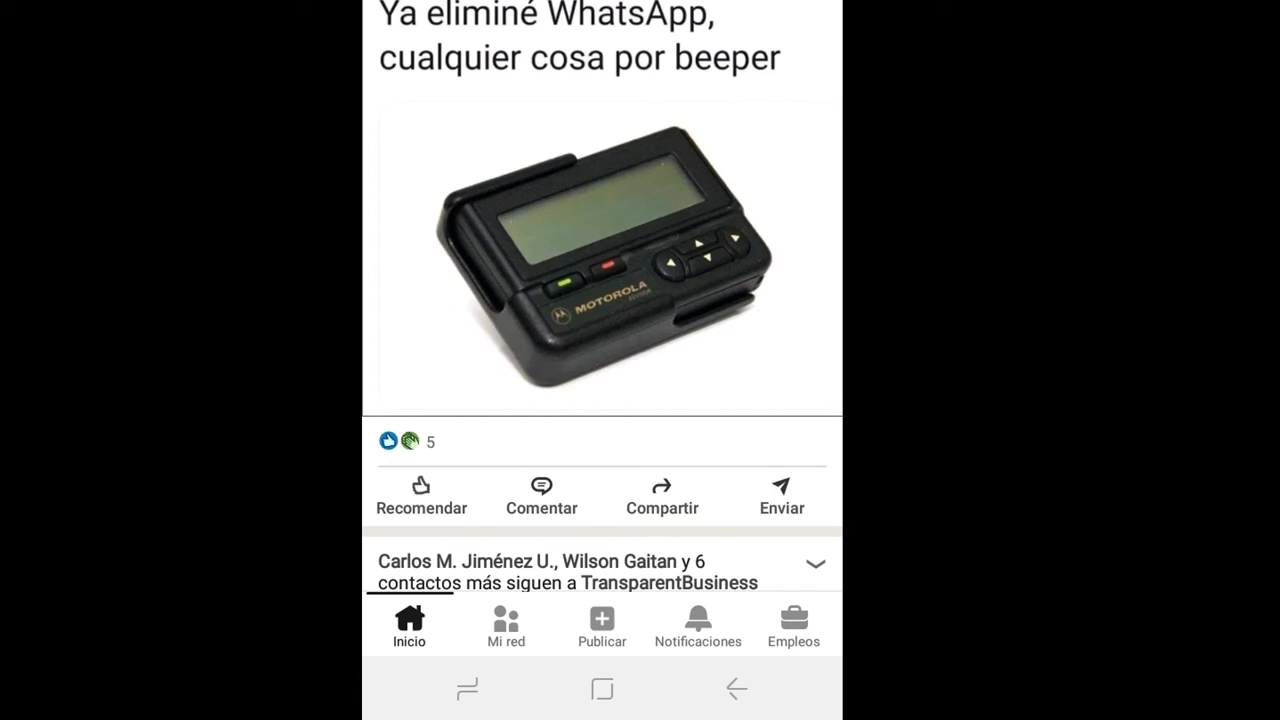 Ya eliminé WhatsApp,
cualquier cosa por beeper
MOTOROLA
5
Recomendar Comentar Compartir Enviar
Carlos M. Jiménez U., Wilson Gaitan y 6
contactos más siguen a TransparentBusiness
Inicio Mi red Publicar Notificaciones Empleos